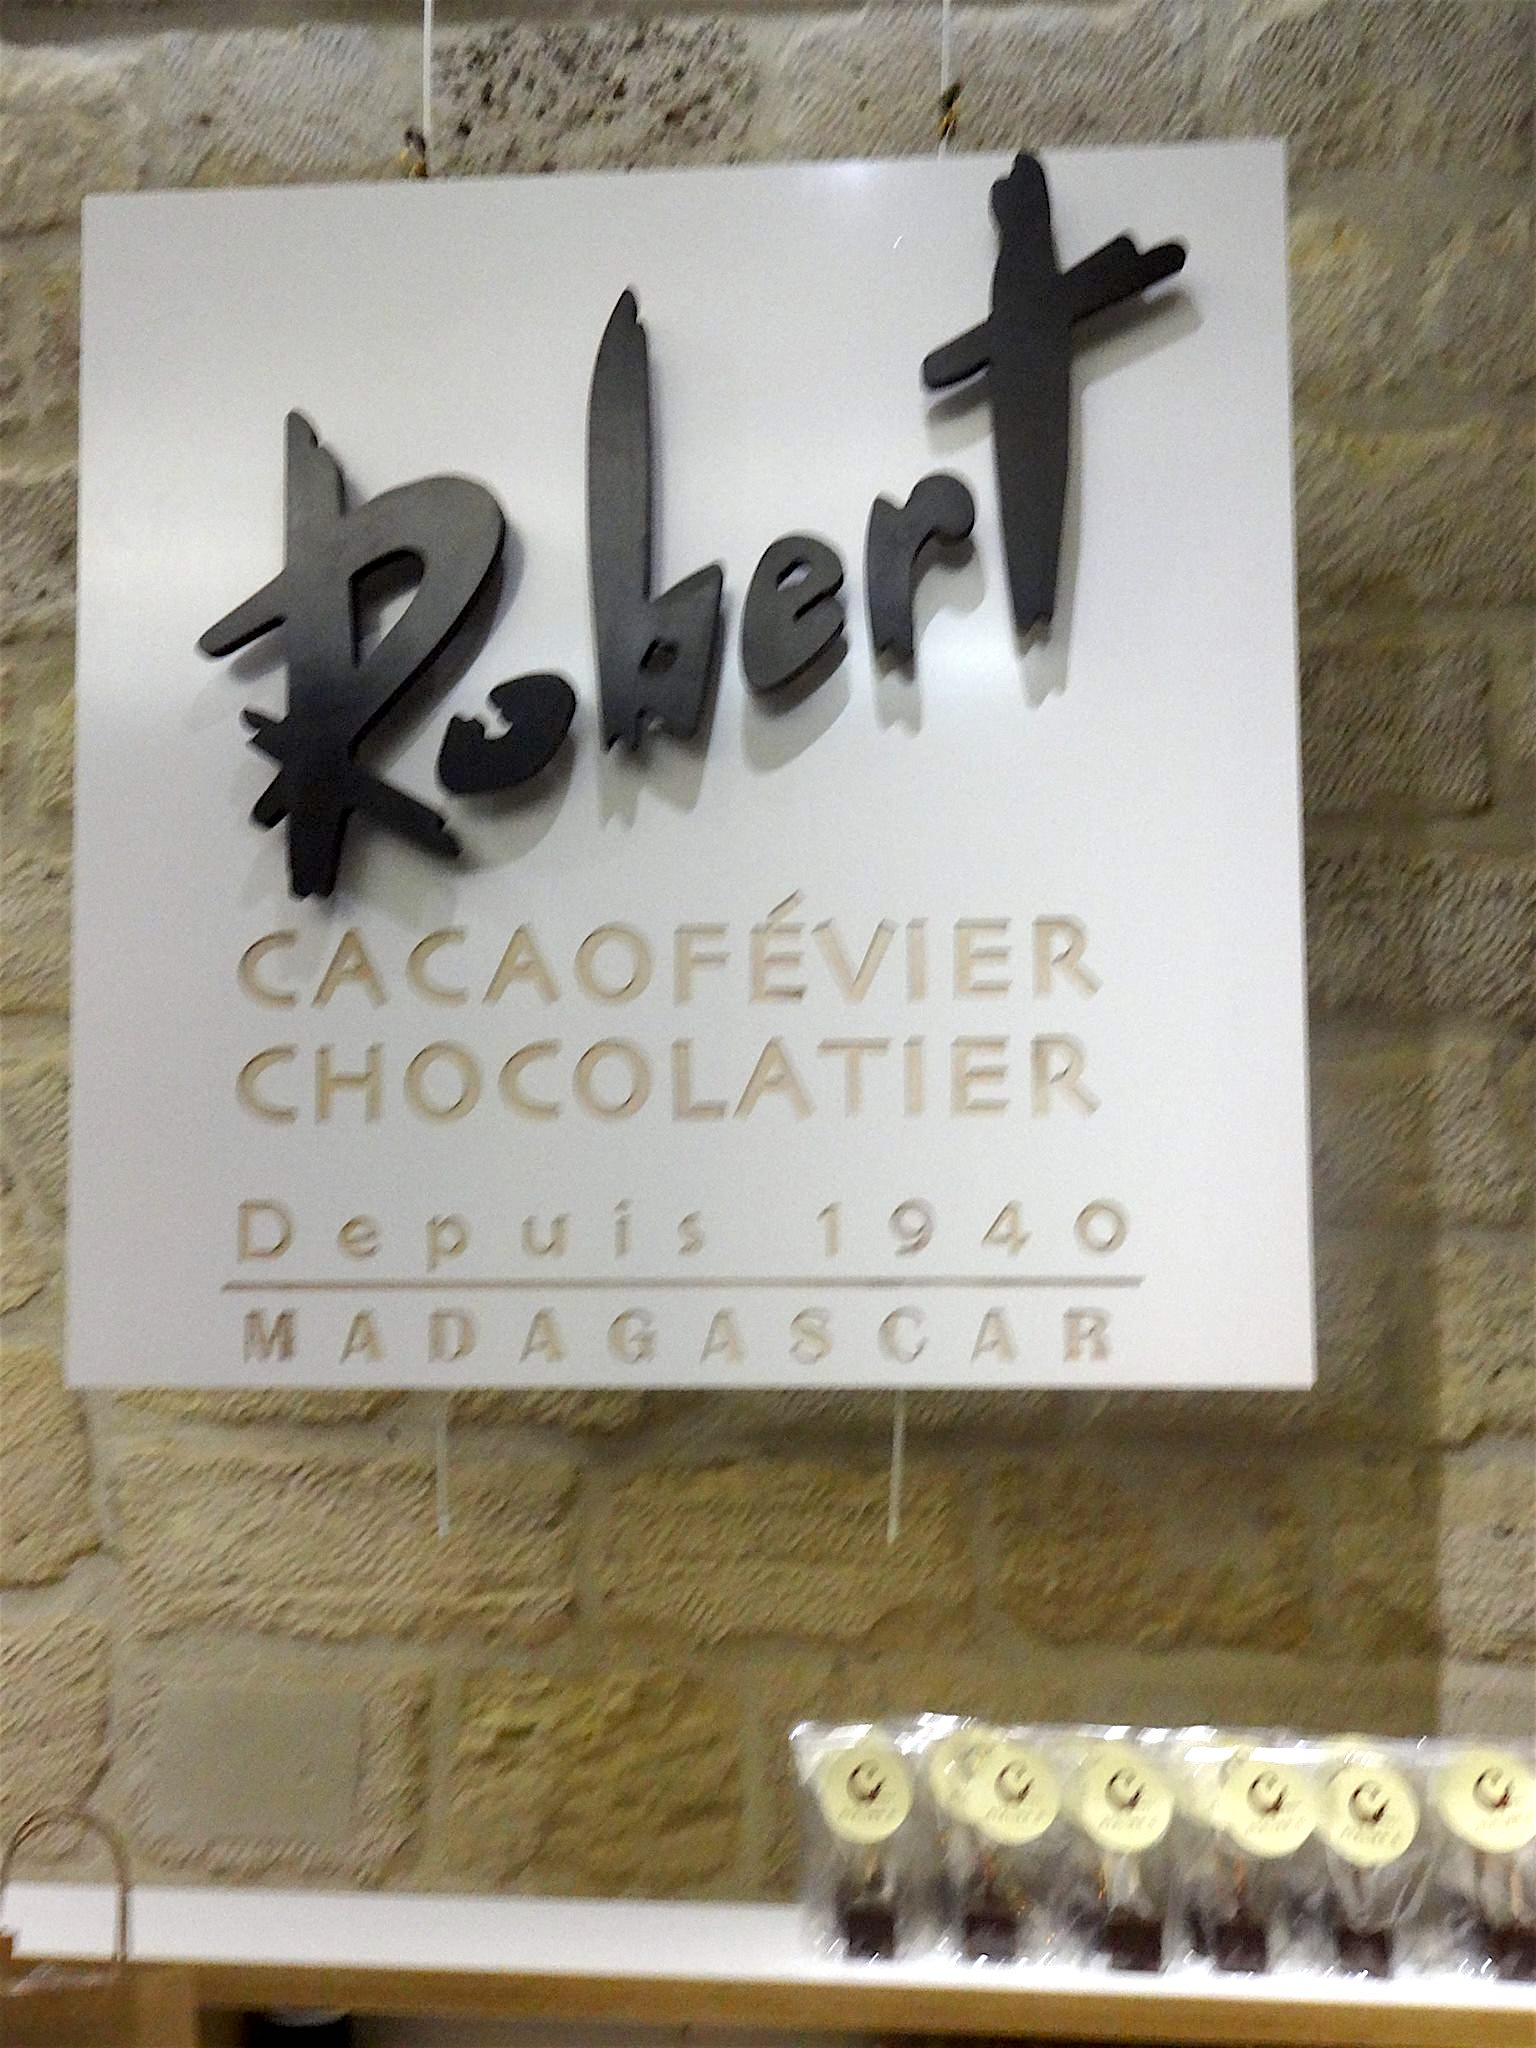 Robert
CACAOFÉVIER
CHOCOLATIER
Depuis 1940
MADAGASCAR